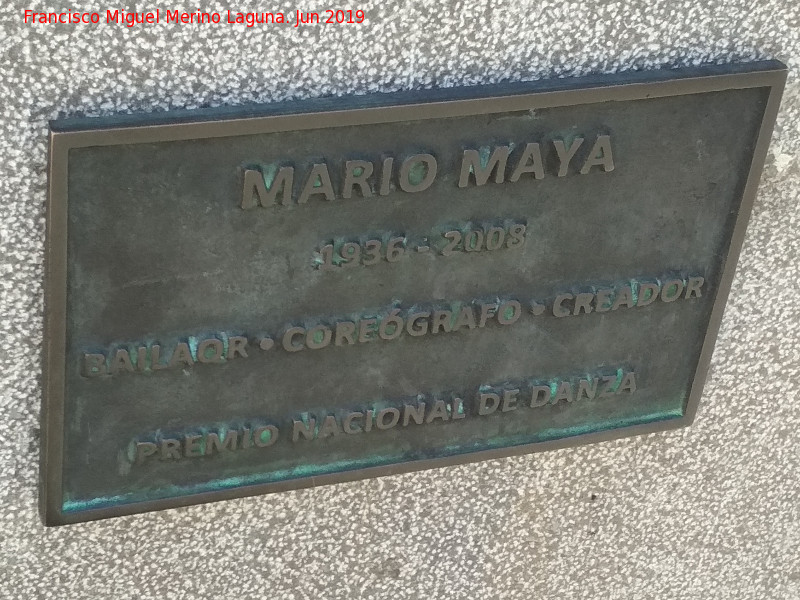 Francisco Miguel Merino Laguna. Jun 2019
MARIO MAYA
1936 - 2008
BAILAOR • COREÓGRAFO • CREADOR
PREMIO NACIONAL DE DANZA